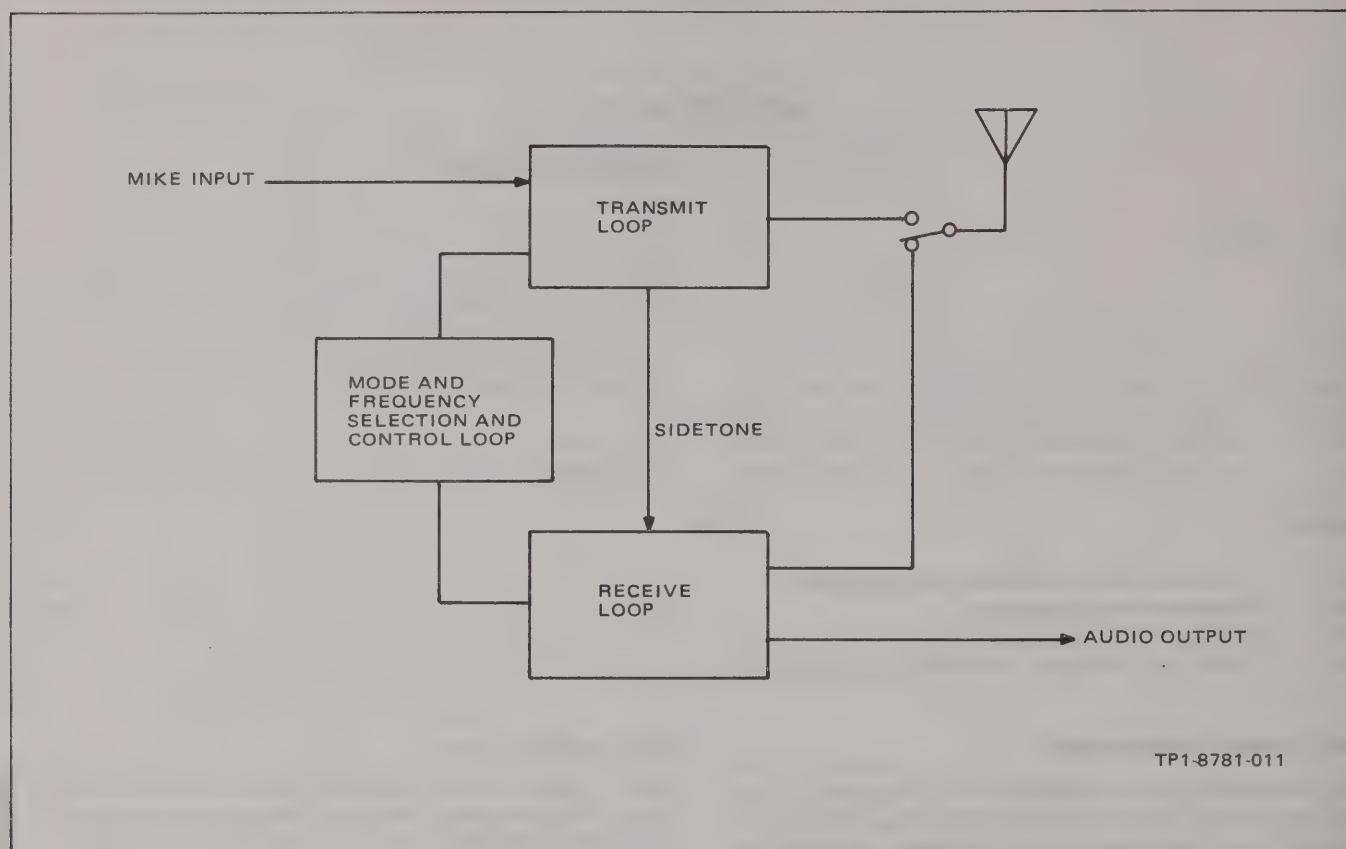 MIKE INPUT
TRANSMIT
LOOP
MODE AND
FREQUENCY
SELECTION AND
CONTROL LOOP
SIDETONE
RECEIVE
LOOP
AUDIO OUTPUT
TP1-8781-011